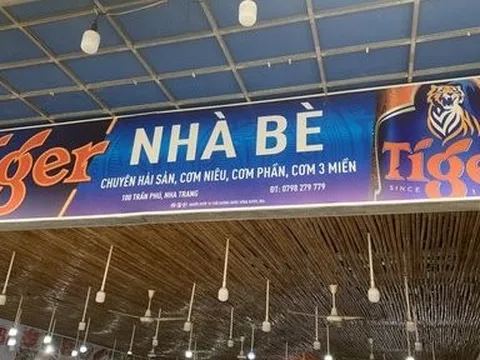 Tiger
NHÀ BÈ
CHUYÊN HẢI SẢN, CƠM NIÊU, CƠM PHẦN, CƠM 3 MIỀN
100 TRẦN PHÚ, NHA TRANG
ĐT: 0798 279 779
Tiger
SINCE